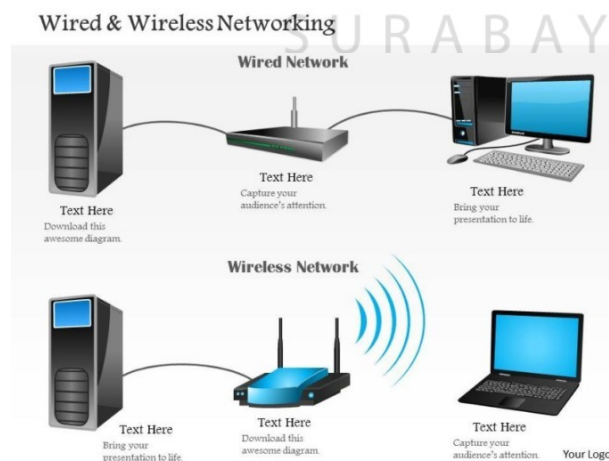 Wired & Wireless Networking
SURABAY
Wired Network
Text Here
Download this
awesome diagram.
Text Here
Capture your
audience's attention.
Text Here
Bring your
presentation to life.
Wireless Network
Text Here
Bring your
presentation to life.
Text Here
Download this
awesome diagram.
Text Here
Capture your
audience's attention.
Your Logo